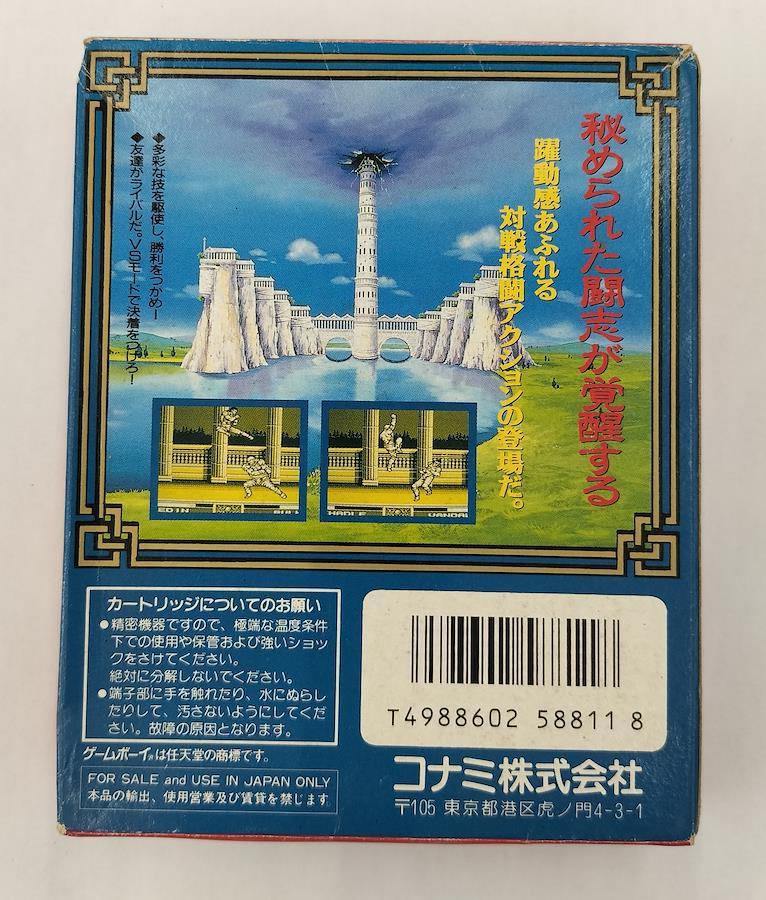 秘められた闘志が覚醒する
躍動感あふれる
対戦格闘アクションの登場だ。
◆多彩な技を駆使し、勝利をつかめ!
◆友達がライバルだ。VSモードで決着をつけろ!
EDIN
HADLE
VANDAL
カートリッジについてのお願い
●精密機器ですので、極端な温度条件
下での使用や保管および強いショッ
クをさけてください。
絶対に分解しないでください。
●端子部に手を触れたり、水にぬらし
たりして、汚さないようにしてくだ
さい。故障の原因となります。
ゲームボーイ®は任天堂の商標です。
FOR SALE and USE IN JAPAN ONLY
本品の輸出、使用営業及び賃貸を禁じます
T4988602 58811 8
コナミ株式会社
〒105 東京都港区虎ノ門4-3-1